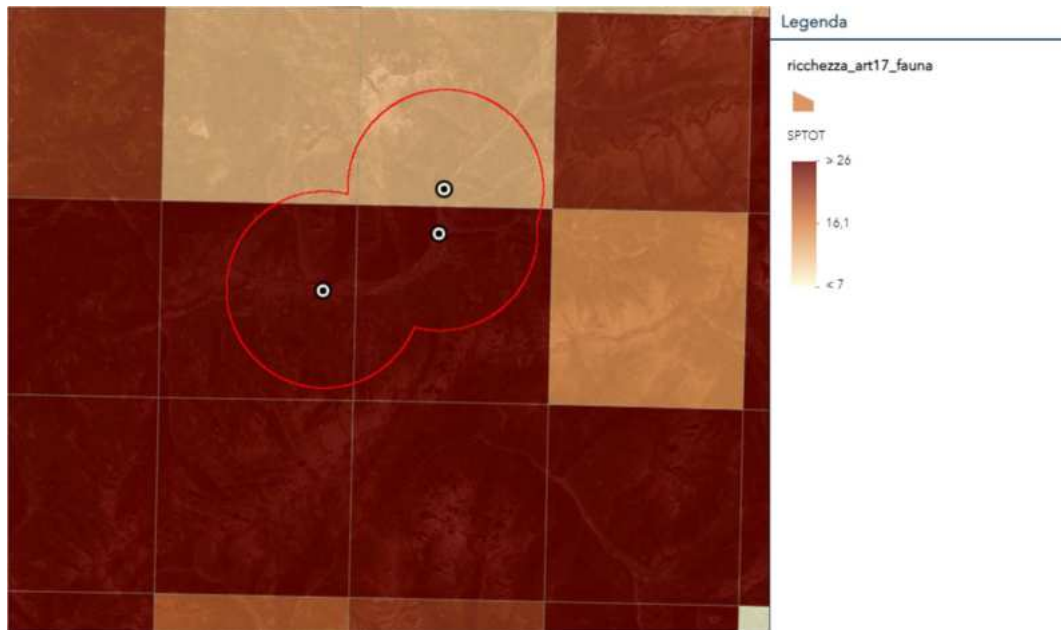 Legenda
ricchezza_art17_fauna
SPTOT
> 26
16,1
< 7